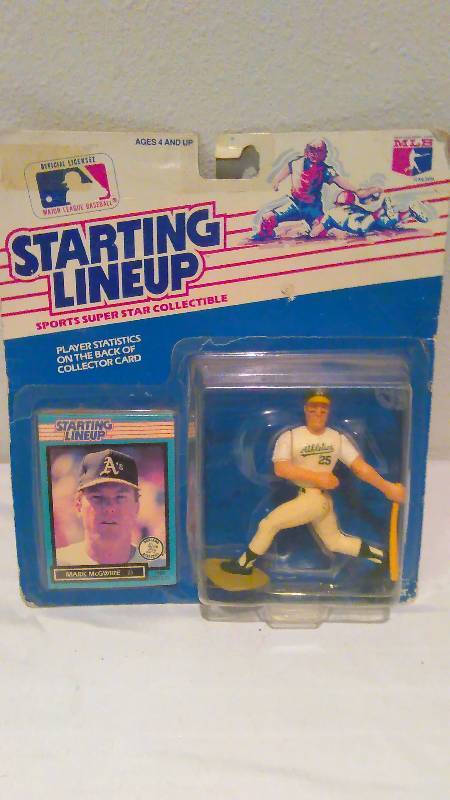 AGES 4 AND UP
OFFICIAL LICENSEE
MAJOR LEAGUE BASEBALL
MLB
STARTING
LINEUP
SPORTS SUPER STAR COLLECTIBLE
PLAYER STATISTICS
ON THE BACK OF
COLLECTOR CARD
STARTING
LINEUP
A's
MARK McGWIRE
Athletics
25